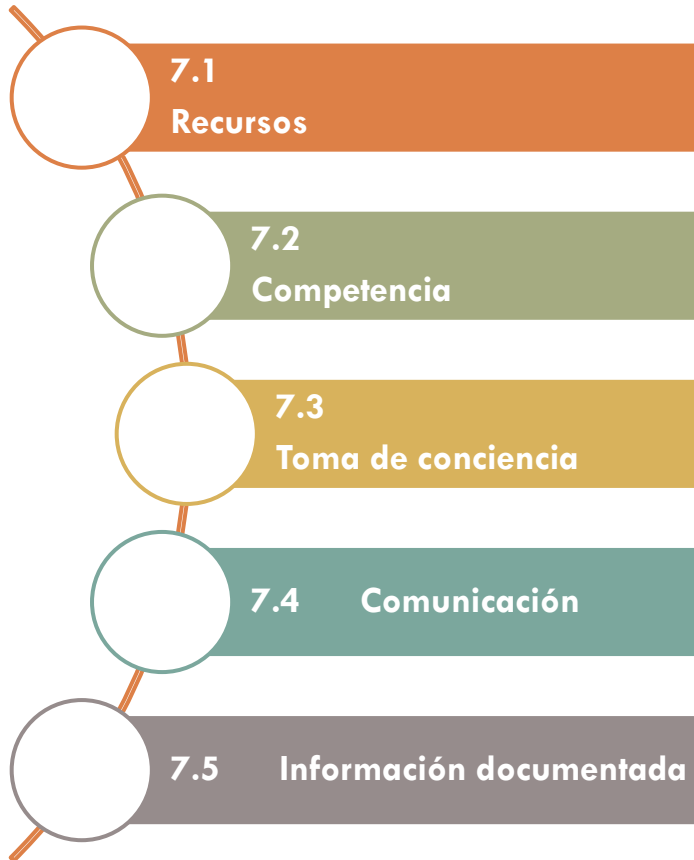 7.1
Recursos
7.2
Competencia
7.3
Toma de conciencia
7.4 Comunicación
7.5 Información documentada